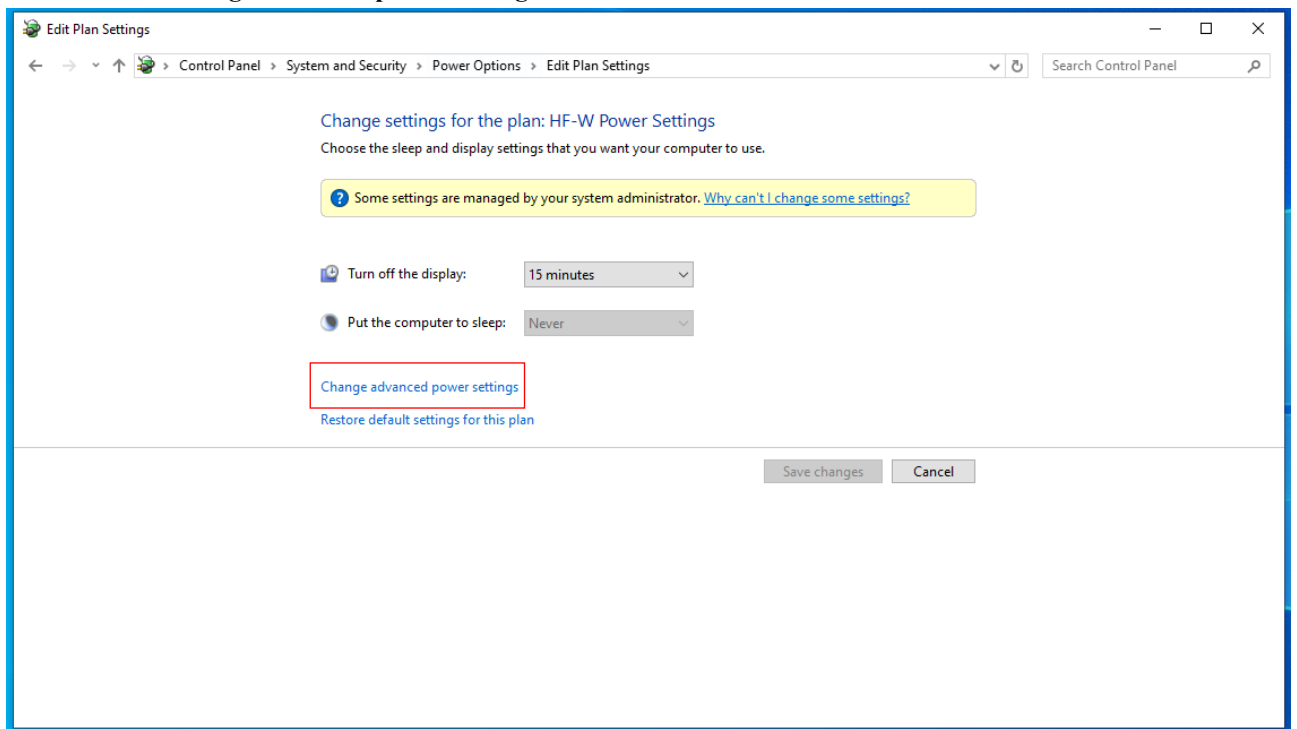 Edit Plan Settings
Control Panel > System and Security > Power Options > Edit Plan Settings
Search Control Panel
Change settings for the plan: HF-W Power Settings
Choose the sleep and display settings that you want your computer to use.
Some settings are managed by your system administrator. Why can't I change some settings?
Turn off the display: 15 minutes
Put the computer to sleep: Never
Change advanced power settings
Restore default settings for this plan
Save changes Cancel